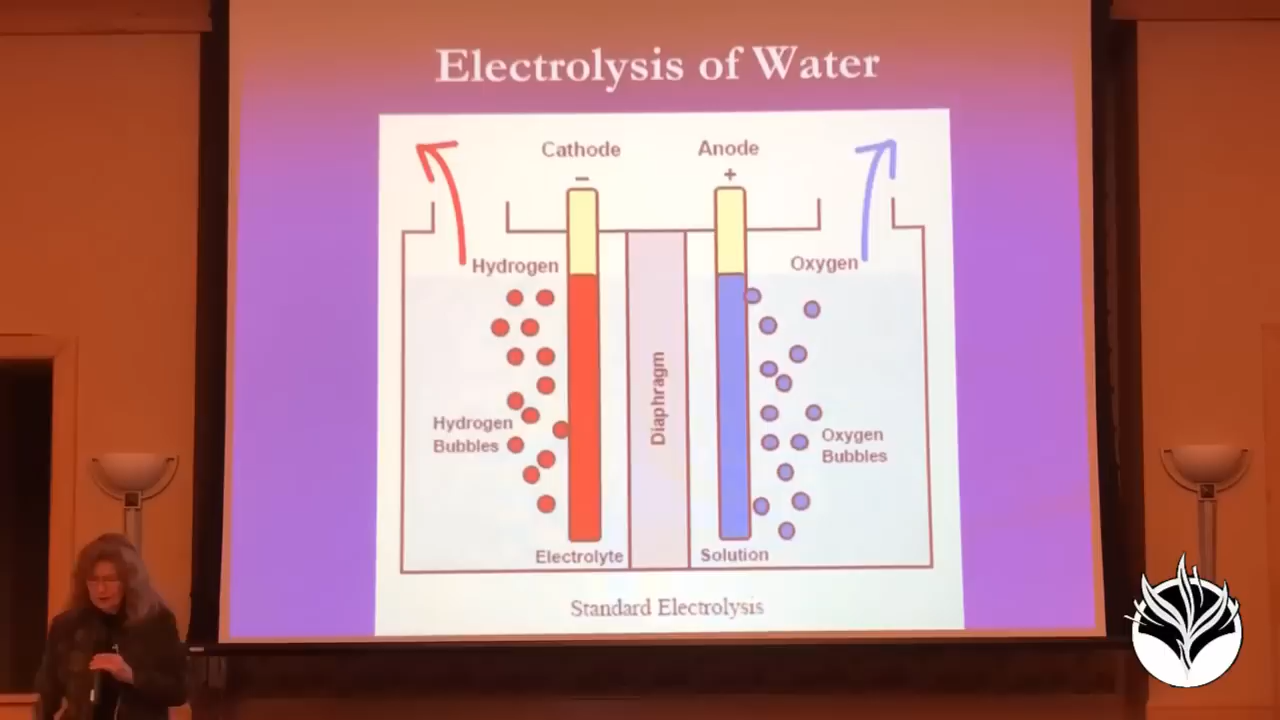 Electrolysis of Water
Cathode
Anode
−
+
Hydrogen
Oxygen
Hydrogen
Bubbles
Diaphragm
Oxygen
Bubbles
Electrolyte
Solution
Standard Electrolysis